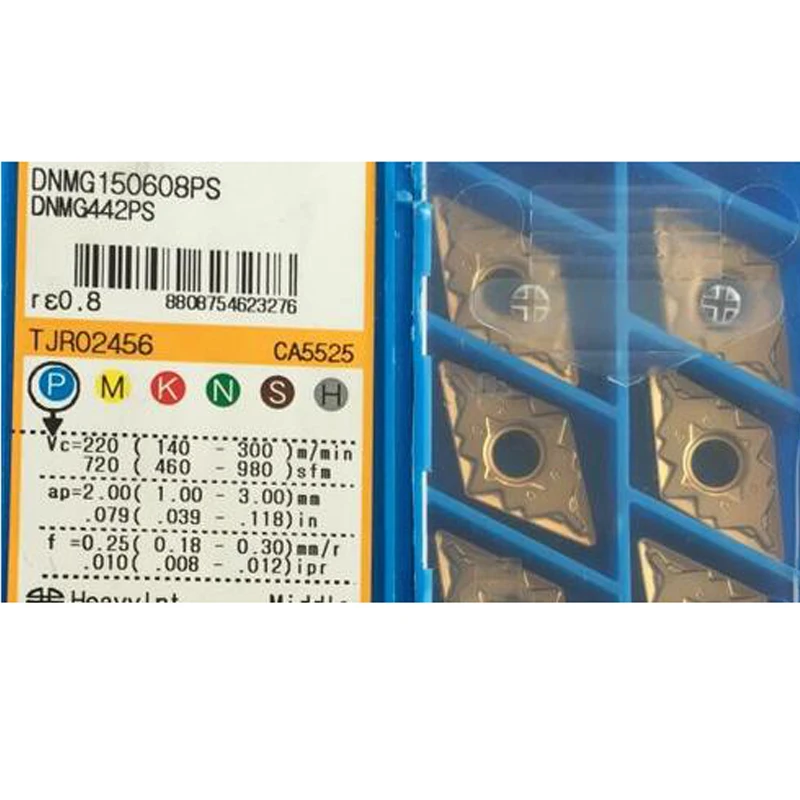 DNMG150608PS
DNMG442PS
rε0.8
8808754623276
TJR02456
CA5525
P M K N S H
Vc=220 ( 140 - 300 )m/min
720 ( 460 - 980 )sfm
ap=2.00( 1.00 - 3.00)mm
.079( .039 - .118)in
f =0.25( 0.18 - 0.30)mm/r
.010( .008 - .012)ipr